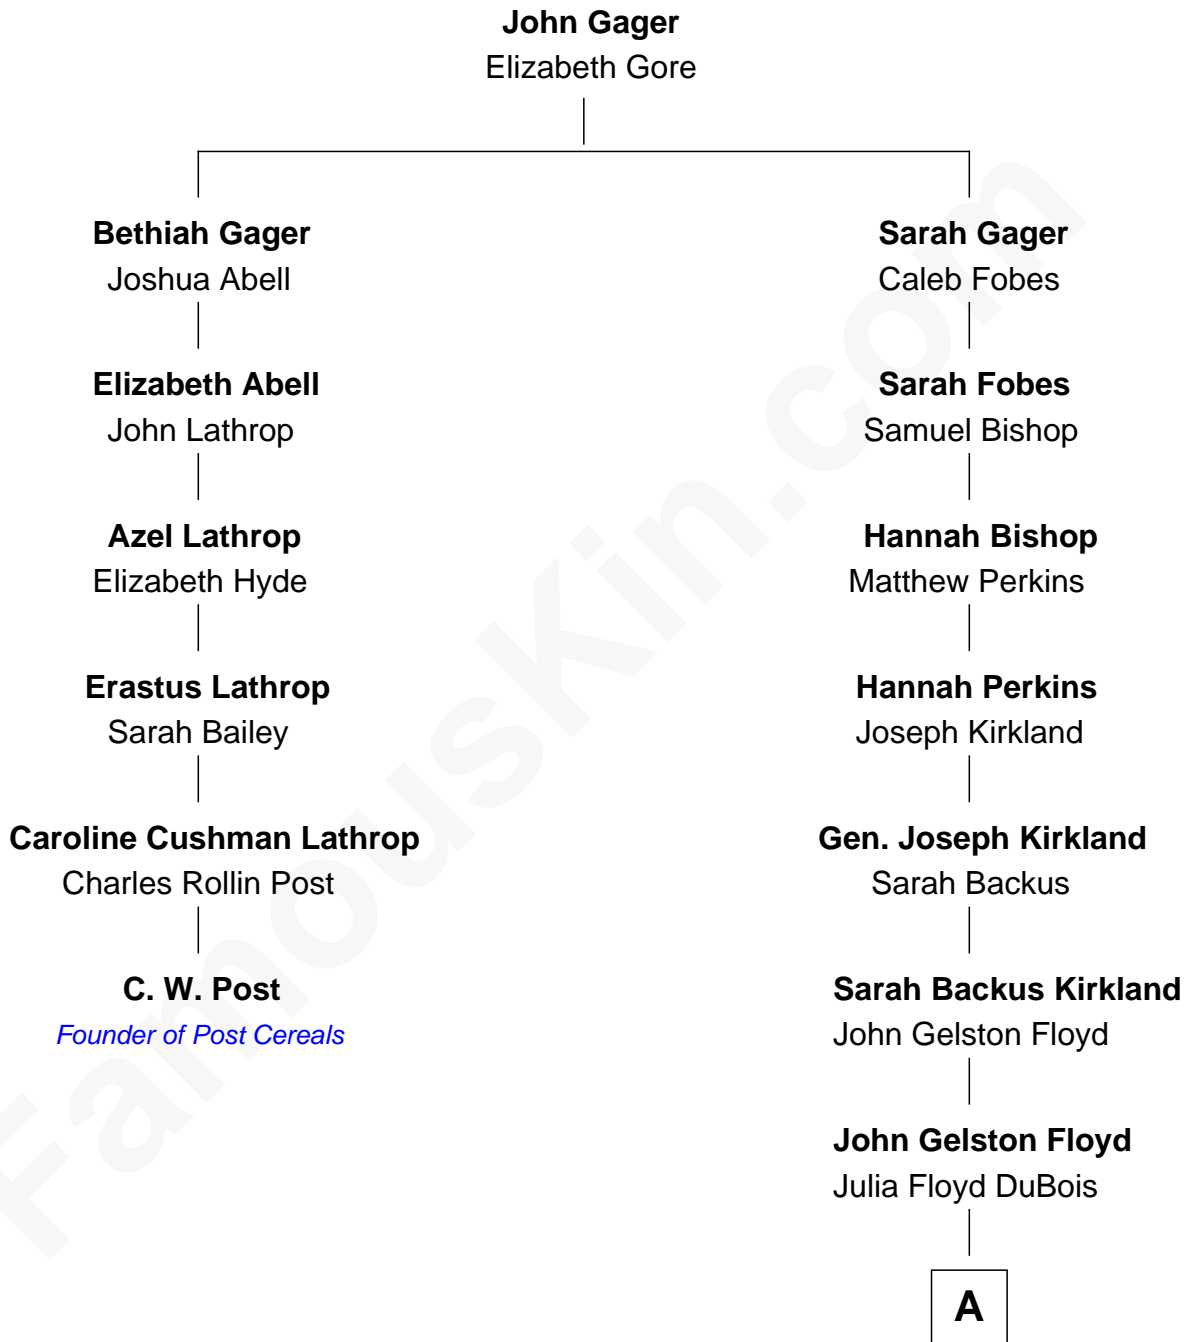 John Gager
Elizabeth Gore
Bethiah Gager
Joshua Abell
Elizabeth Abell
John Lathrop
Azel Lathrop
Elizabeth Hyde
Erastus Lathrop
Sarah Bailey
Caroline Cushman Lathrop
Charles Rollin Post
C. W. Post
Founder of Post Cereals
Sarah Gager
Caleb Fobes
Sarah Fobes
Samuel Bishop
Hannah Bishop
Matthew Perkins
Hannah Perkins
Joseph Kirkland
Gen. Joseph Kirkland
Sarah Backus
Sarah Backus Kirkland
John Gelston Floyd
John Gelston Floyd
Julia Floyd DuBois
A
FamousKin.com